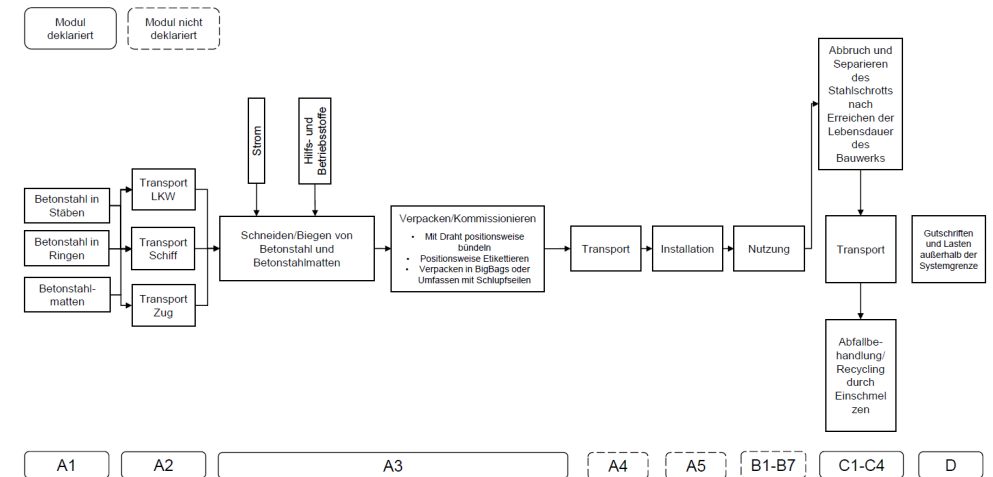 Modul
deklariert
Modul nicht
deklariert
Strom
Hilfs- und
Betriebsstoffe
Betonstahl in
Stäben
Betonstahl in
Ringen
Betonstahl-
matten
Transport
LKW
Transport
Schiff
Transport
Zug
Schneiden/Biegen von
Betonstahl und
Betonstahlmatten
Verpacken/Kommissionieren
• Mit Draht positionsweise
bündeln
• Positionsweise Etikettieren
• Verpacken in BigBags oder
Umfassen mit Schlupfseilen
Transport
Installation
Nutzung
Abbruch und
Separieren
des
Stahlschrotts
nach
Erreichen der
Lebensdauer
des
Bauwerks
Transport
Abfallbe-
handlung/
Recycling
durch
Einschmel
zen
Gutschriften
und Lasten
außerhalb der
Systemgrenze
A1
A2
A3
A4
A5
B1-B7
C1-C4
D